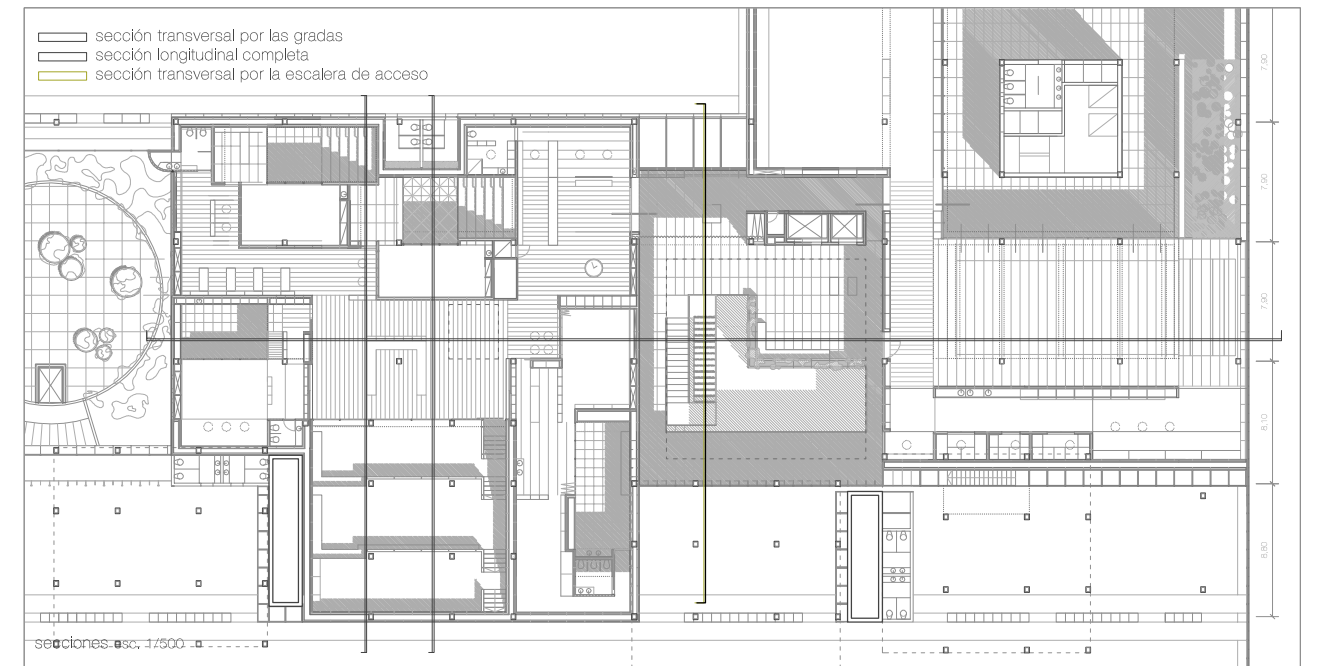 sección transversal por las gradas
sección longitudinal completa
sección transversal por la escalera de acceso
7,90
7,90
7,90
8,10
8,80
secciones esc, 1/500